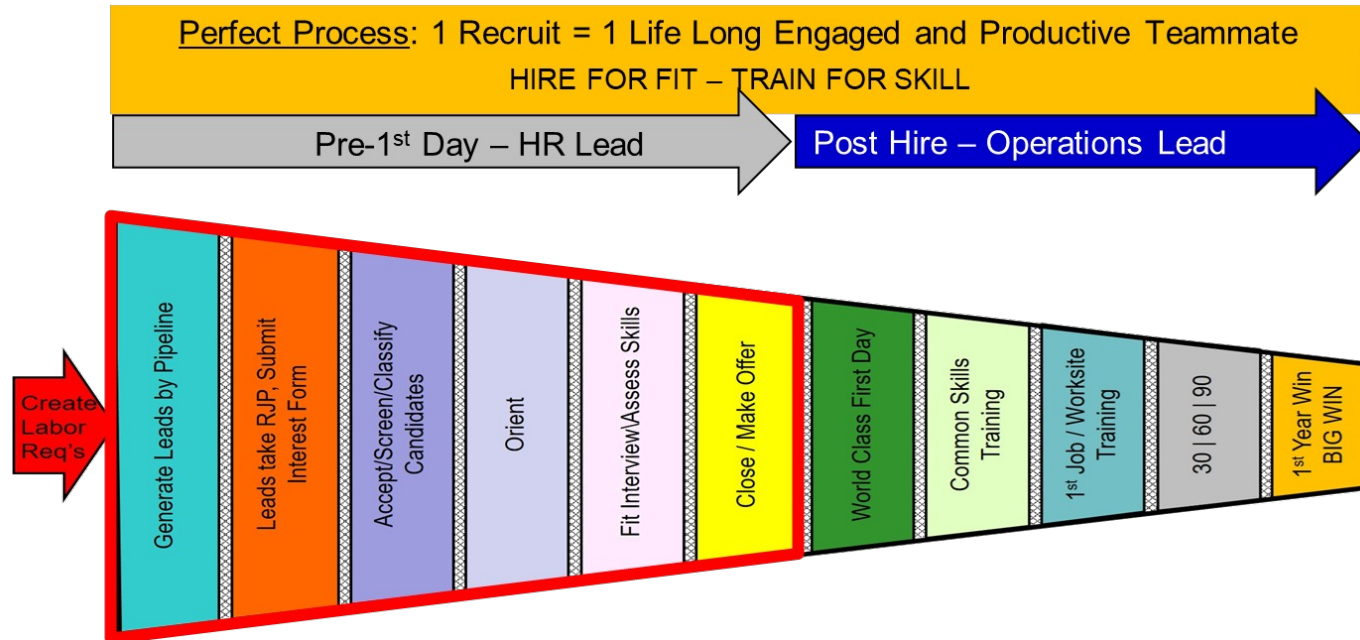 Perfect Process: 1 Recruit = 1 Life Long Engaged and Productive Teammate
HIRE FOR FIT – TRAIN FOR SKILL
Pre-1st Day – HR Lead
Post Hire – Operations Lead
Create
Labor
Req's
Generate Leads by Pipeline
Leads take RJP, Submit
Interest Form
Accept/Screen/Classify
Candidates
Orient
Fit Interview\Assess Skills
Close / Make Offer
World Class First Day
Common Skills
Training
1st Job / Worksite
Training
30 | 60 | 90
1st Year Win
BIG WIN